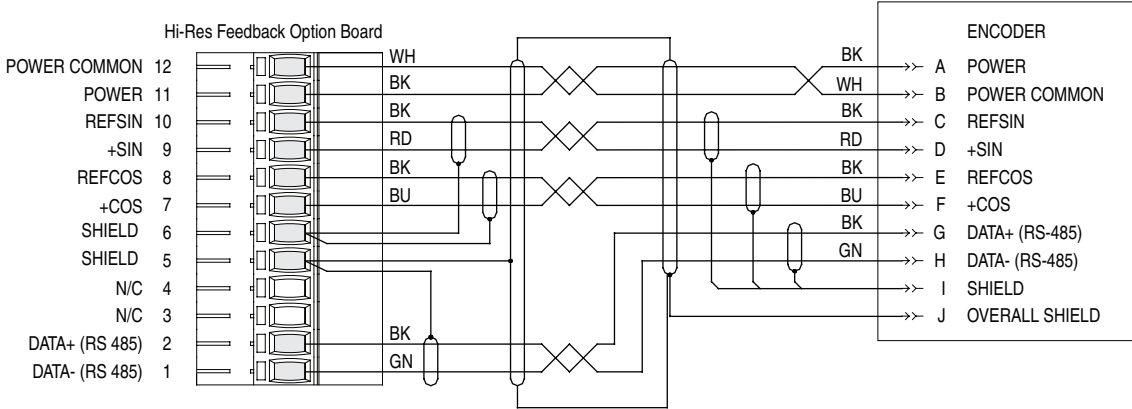 Hi-Res Feedback Option Board
ENCODER
POWER COMMON 12 WH BK A POWER
POWER 11 BK WH B POWER COMMON
REFSIN 10 BK BK C REFSIN
+SIN 9 RD RD D +SIN
REFCOS 8 BK BK E REFCOS
+COS 7 BU BU F +COS
SHIELD 6 BK G DATA+ (RS-485)
SHIELD 5 GN H DATA- (RS-485)
N/C 4 I SHIELD
N/C 3 J OVERALL SHIELD
DATA+ (RS 485) 2 BK
DATA- (RS 485) 1 GN